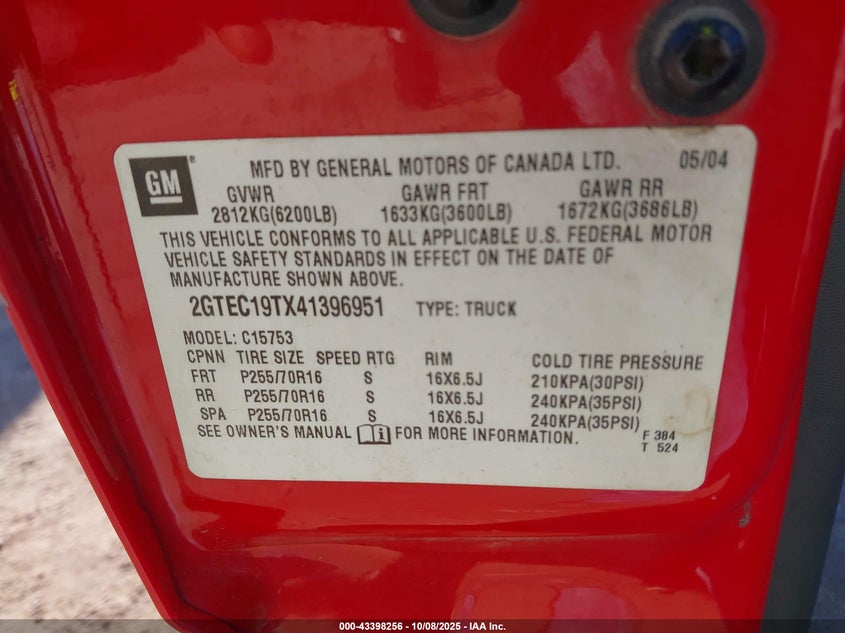 GM ®
MFD BY GENERAL MOTORS OF CANADA LTD. 05/04
GVWR GAWR FRT GAWR RR
2812KG(6200LB) 1633KG(3600LB) 1672KG(3686LB)
THIS VEHICLE CONFORMS TO ALL APPLICABLE U.S. FEDERAL MOTOR
VEHICLE SAFETY STANDARDS IN EFFECT ON THE DATE OF
MANUFACTURE SHOWN ABOVE.
2GTEC19TX41396951 TYPE: TRUCK
MODEL: C15753
CPNN TIRE SIZE SPEED RTG RIM COLD TIRE PRESSURE
FRT P255/70R16 S 16X6.5J 210KPA(30PSI)
RR P255/70R16 S 16X6.5J 240KPA(35PSI)
SPA P255/70R16 S 16X6.5J 240KPA(35PSI)
SEE OWNER'S MANUAL FOR MORE INFORMATION.
F 384
T 524
000-43398256 | 10/08/2025 - IAA Inc.